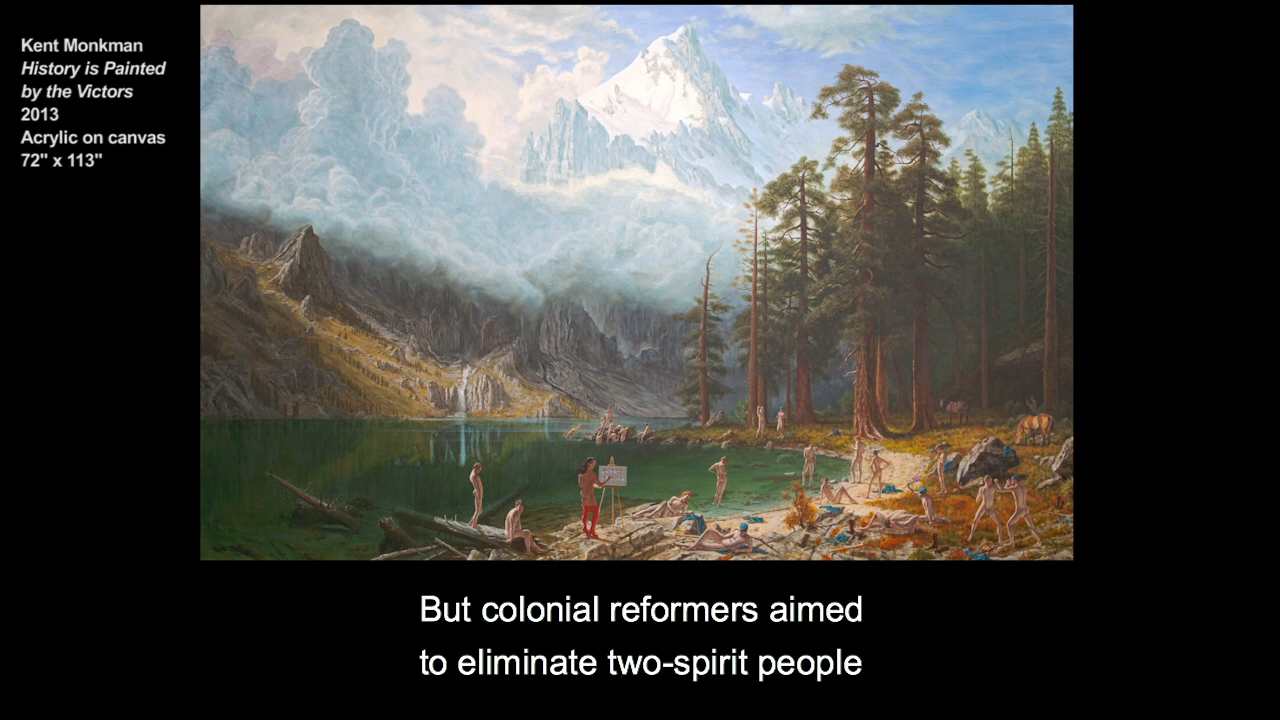 Kent Monkman
History is Painted
by the Victors
2013
Acrylic on canvas
72" x 113"
But colonial reformers aimed
to eliminate two-spirit people